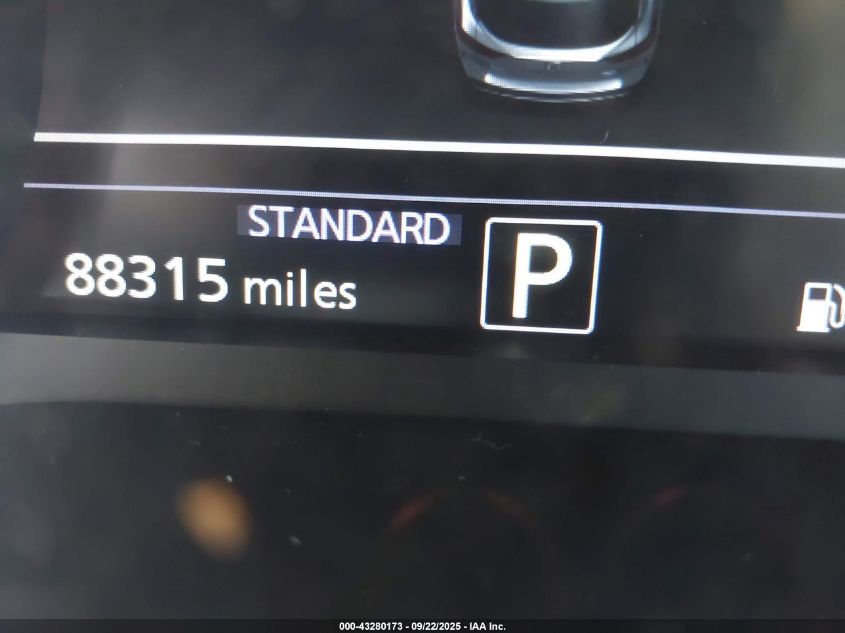 STANDARD
88315 miles
P
000-43280173 - 09/22/2025 - IAA Inc.